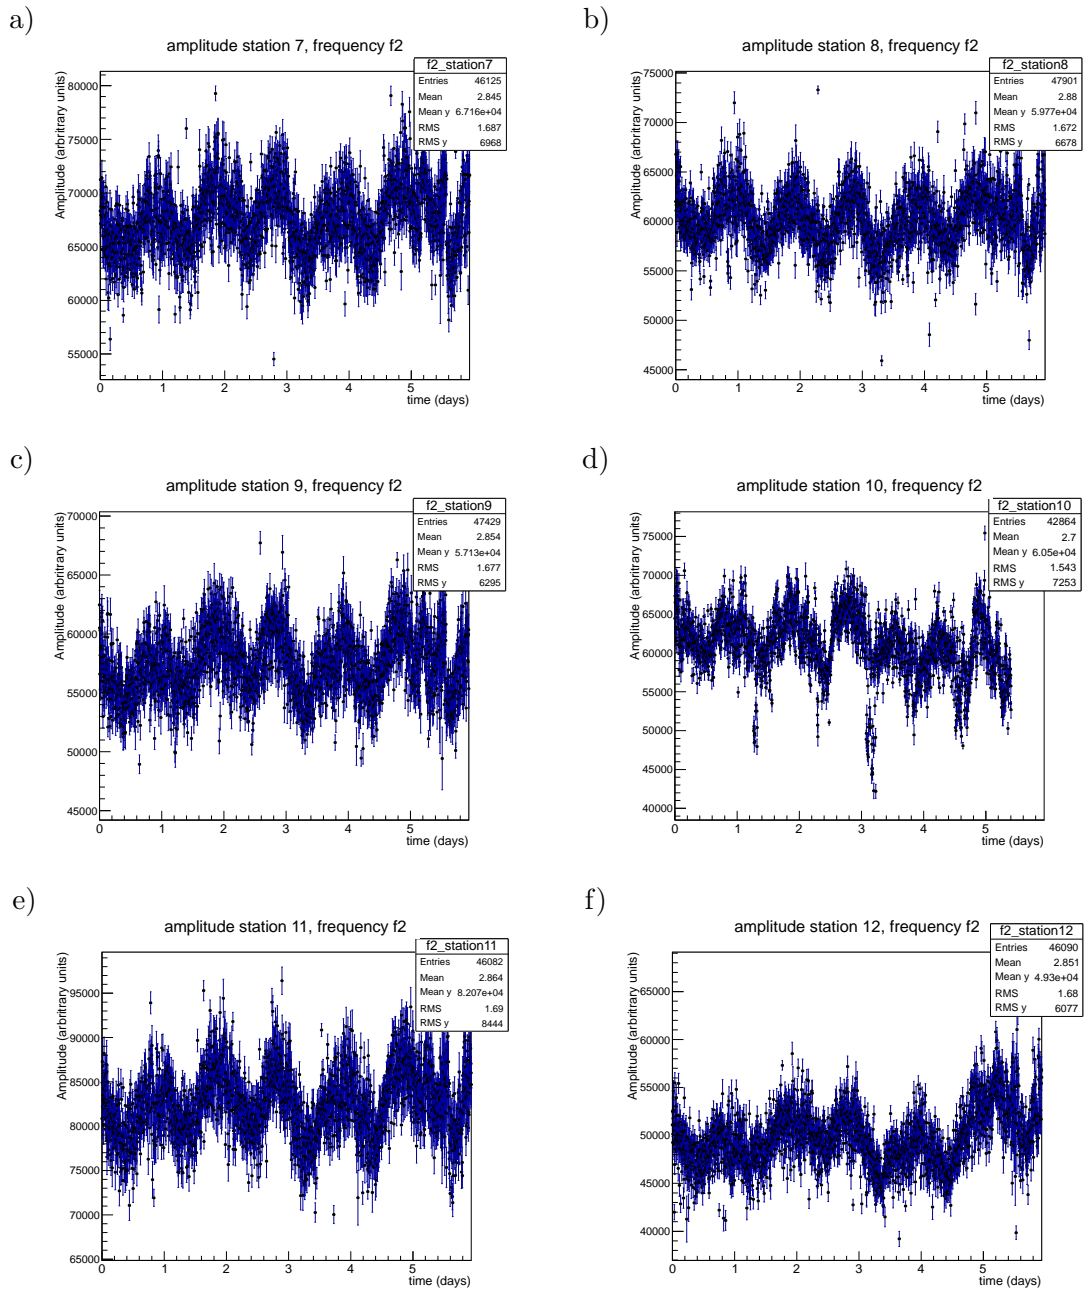 a)
amplitude station 7, frequency f2
f2_station7
Entries 46125
Mean 2.845
Mean y 6.716e+04
RMS 1.687
RMS y 6968
Amplitude (arbritrary units)
80000
75000
70000
65000
60000
55000
0 1 2 3 4 5
time (days)
b)
amplitude station 8, frequency f2
f2_station8
Entries 47901
Mean 2.88
Mean y 5.977e+04
RMS 1.672
RMS y 6678
Amplitude (arbritrary units)
75000
70000
65000
60000
55000
50000
45000
0 1 2 3 4 5
time (days)
c)
amplitude station 9, frequency f2
f2_station9
Entries 47429
Mean 2.854
Mean y 5.713e+04
RMS 1.677
RMS y 6295
Amplitude (arbritrary units)
70000
65000
60000
55000
50000
45000
0 1 2 3 4 5
time (days)
d)
amplitude station 10, frequency f2
f2_station10
Entries 42864
Mean 2.7
Mean y 6.05e+04
RMS 1.543
RMS y 7253
Amplitude (arbritrary units)
75000
70000
65000
60000
55000
50000
45000
40000
0 1 2 3 4 5
time (days)
e)
amplitude station 11, frequency f2
f2_station11
Entries 46082
Mean 2.864
Mean y 8.207e+04
RMS 1.69
RMS y 8444
Amplitude (arbritrary units)
95000
90000
85000
80000
75000
70000
65000
0 1 2 3 4 5
time (days)
f)
amplitude station 12, frequency f2
f2_station12
Entries 46090
Mean 2.851
Mean y 4.93e+04
RMS 1.68
RMS y 6077
Amplitude (arbritrary units)
65000
60000
55000
50000
45000
40000
0 1 2 3 4 5
time (days)